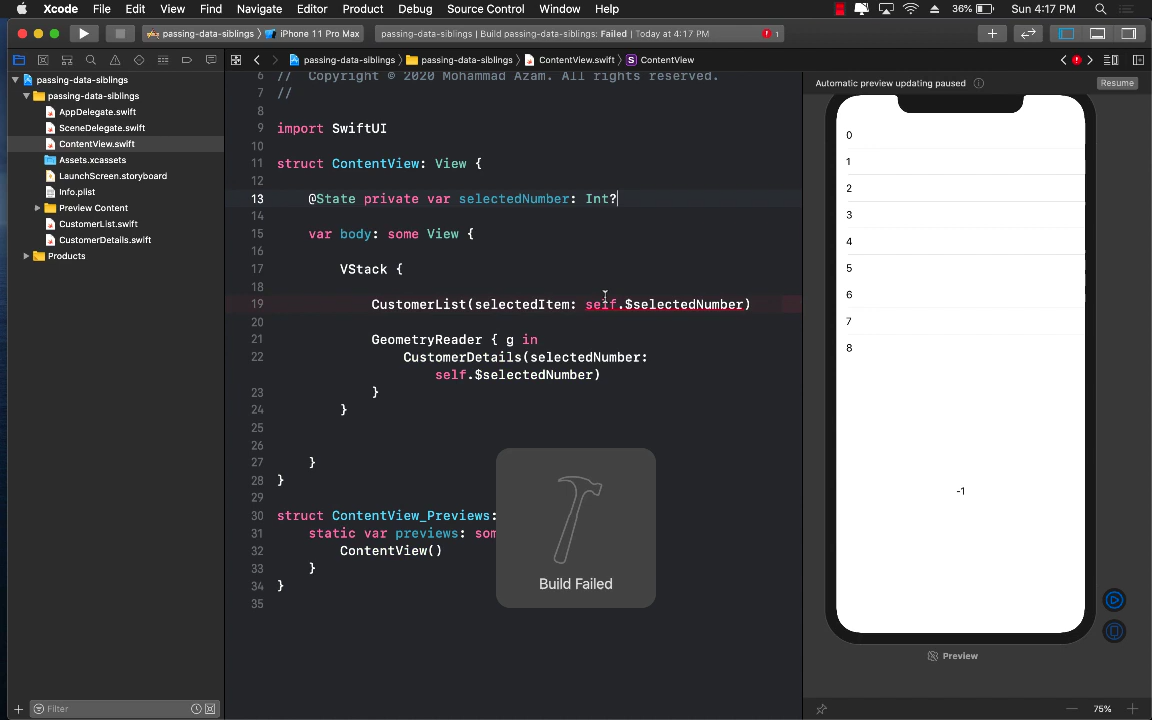 Xcode File Edit View Find Navigate Editor Product Debug Source Control Window Help 36% Sun 4:17 PM
passing-data-siblings 〉 iPhone 11 Pro Max passing-data-siblings | Build passing-data-siblings: Failed | Today at 4:17 PM 1
passing-data-siblings 〉 passing-data-siblings 〉 ContentView.swift 〉 S ContentView
passing-data-siblings
passing-data-siblings
AppDelegate.swift
SceneDelegate.swift
ContentView.swift
Assets.xcassets
LaunchScreen.storyboard
Info.plist
Preview Content
CustomerList.swift
CustomerDetails.swift
Products
Filter
6 // Copyright © 2020 Mohammad Azam. All rights reserved.
7 //
8
9 import SwiftUI
10
11 struct ContentView: View {
12
13 @State private var selectedNumber: Int?
14
15 var body: some View {
16
17 VStack {
18
19 CustomerList(selectedItem: self.$selectedNumber)
20
21 GeometryReader { g in
22 CustomerDetails(selectedNumber:
self.$selectedNumber)
23 }
24 }
25
26
27 }
28 }
29
30 struct ContentView_Previews:
31 static var previews: som
32 ContentView()
33 }
34 }
35
Build Failed
Automatic preview updating paused Resume
0
1
2
3
4
5
6
7
8
-1
Preview
75%